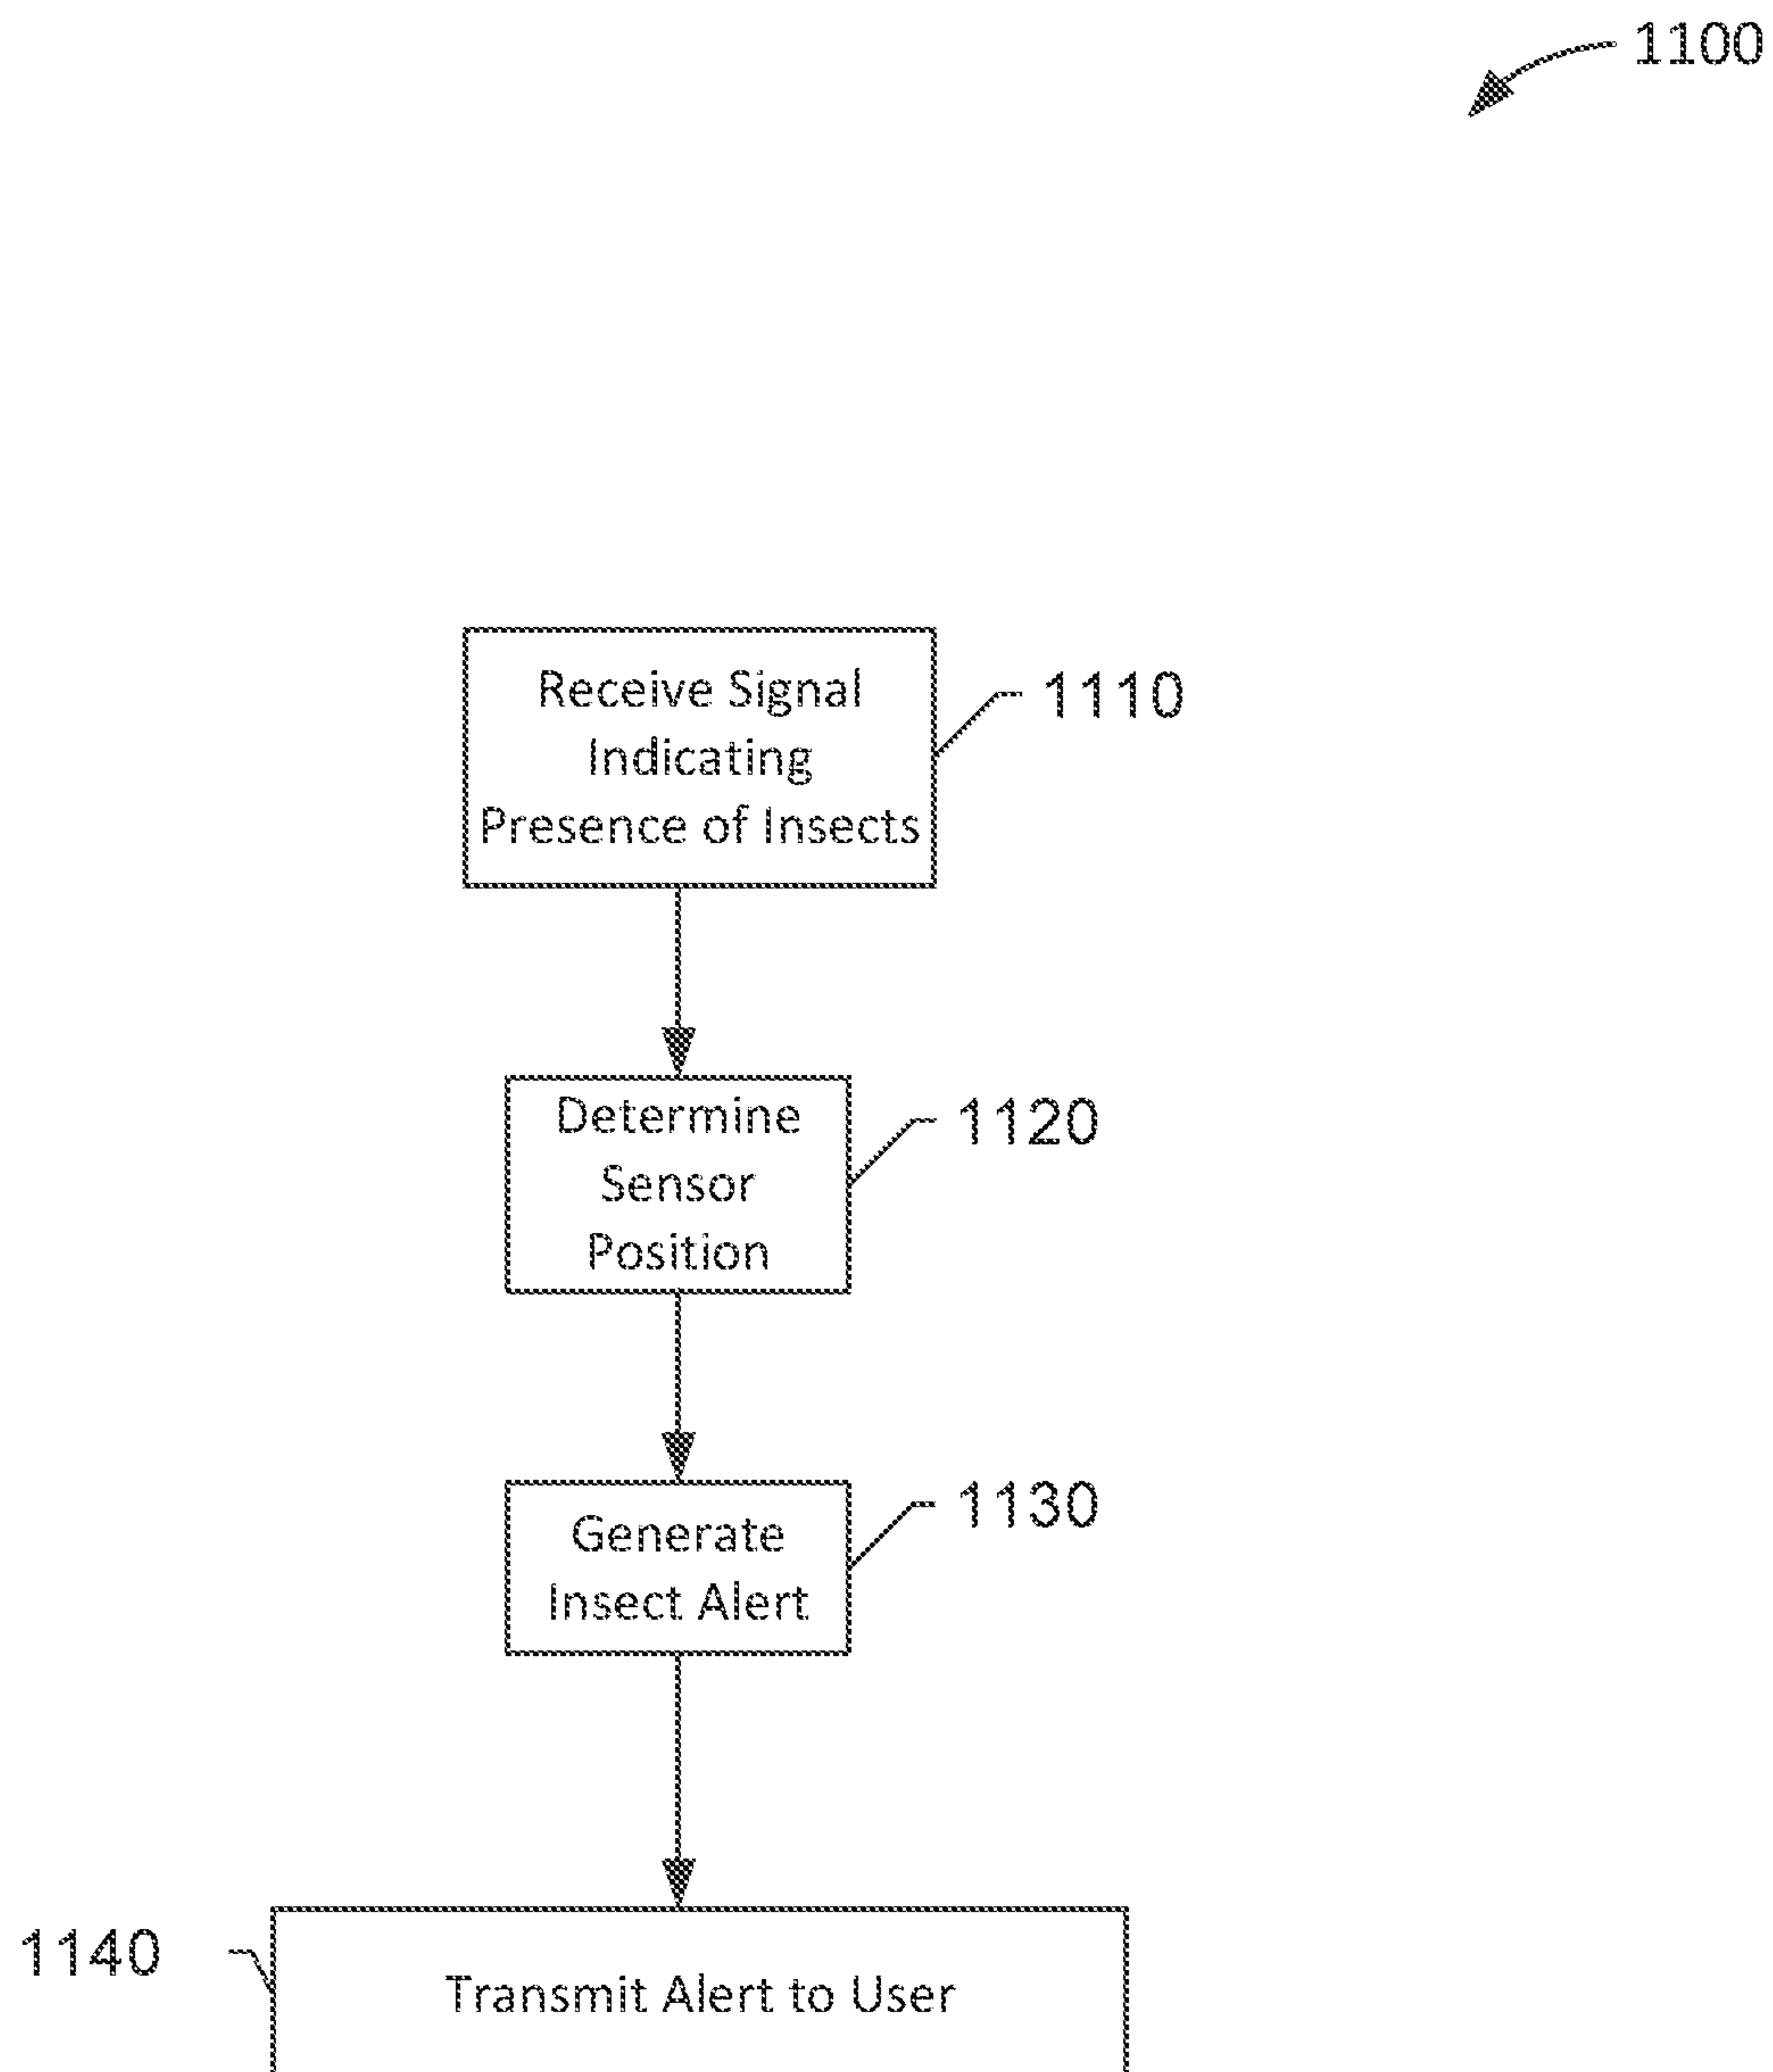 1100
Receive Signal
Indicating
Presence of Insects
1110
Determine
Sensor
Position
1120
Generate
Insect Alert
1130
1140
Transmit Alert to User